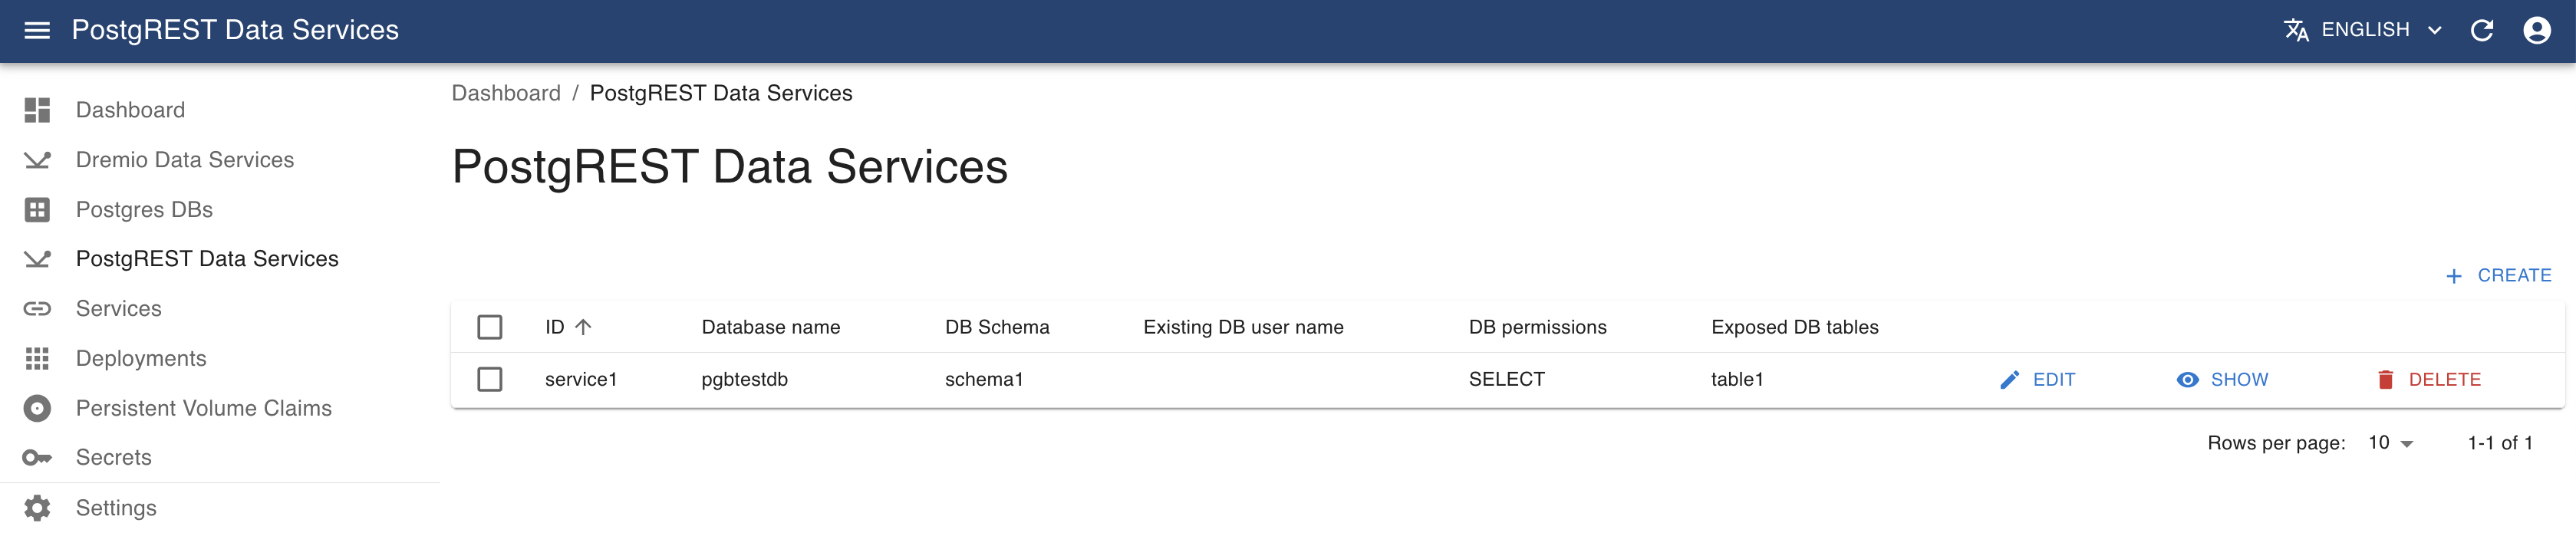 PostgREST Data Services
ENGLISH
Dashboard
Dremio Data Services
Postgres DBs
PostgREST Data Services
Services
Deployments
Persistent Volume Claims
Secrets
Settings
Dashboard / PostgREST Data Services
PostgREST Data Services
+ CREATE
ID Database name DB Schema Existing DB user name DB permissions Exposed DB tables
service1 pgbtestdb schema1 SELECT table1 EDIT SHOW DELETE
Rows per page: 10 1-1 of 1